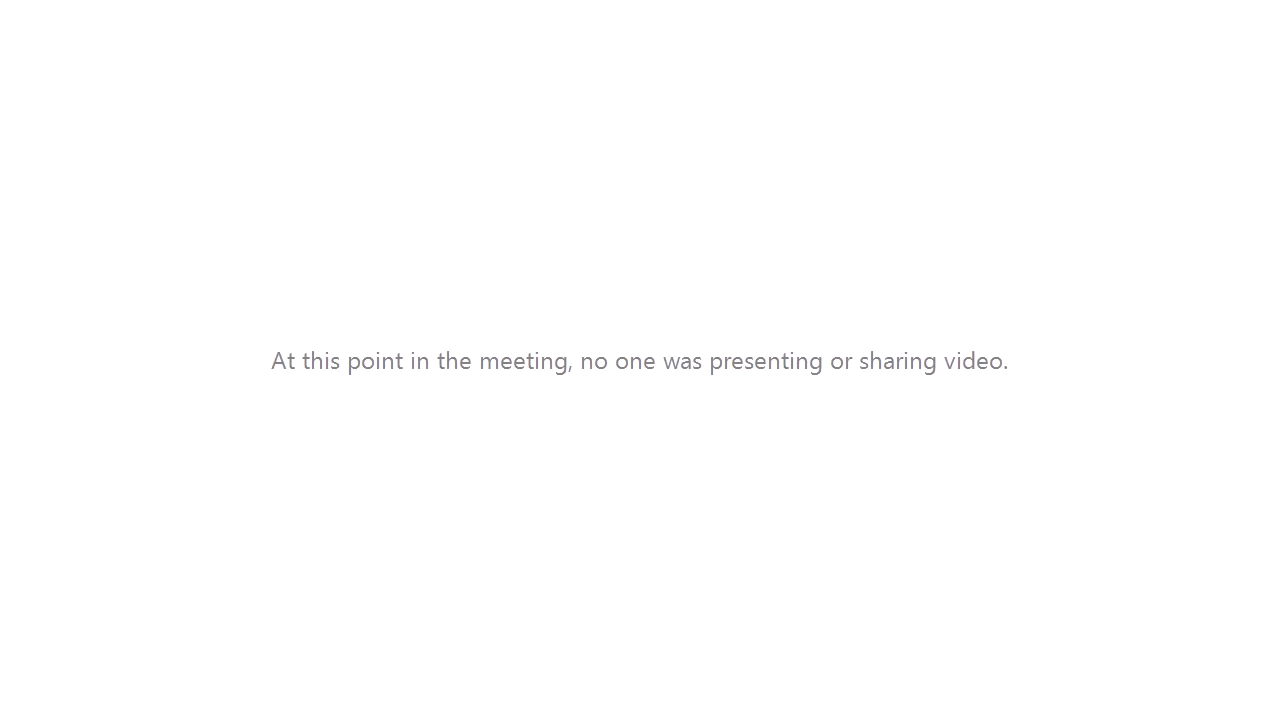 At this point in the meeting, no one was presenting or sharing video.